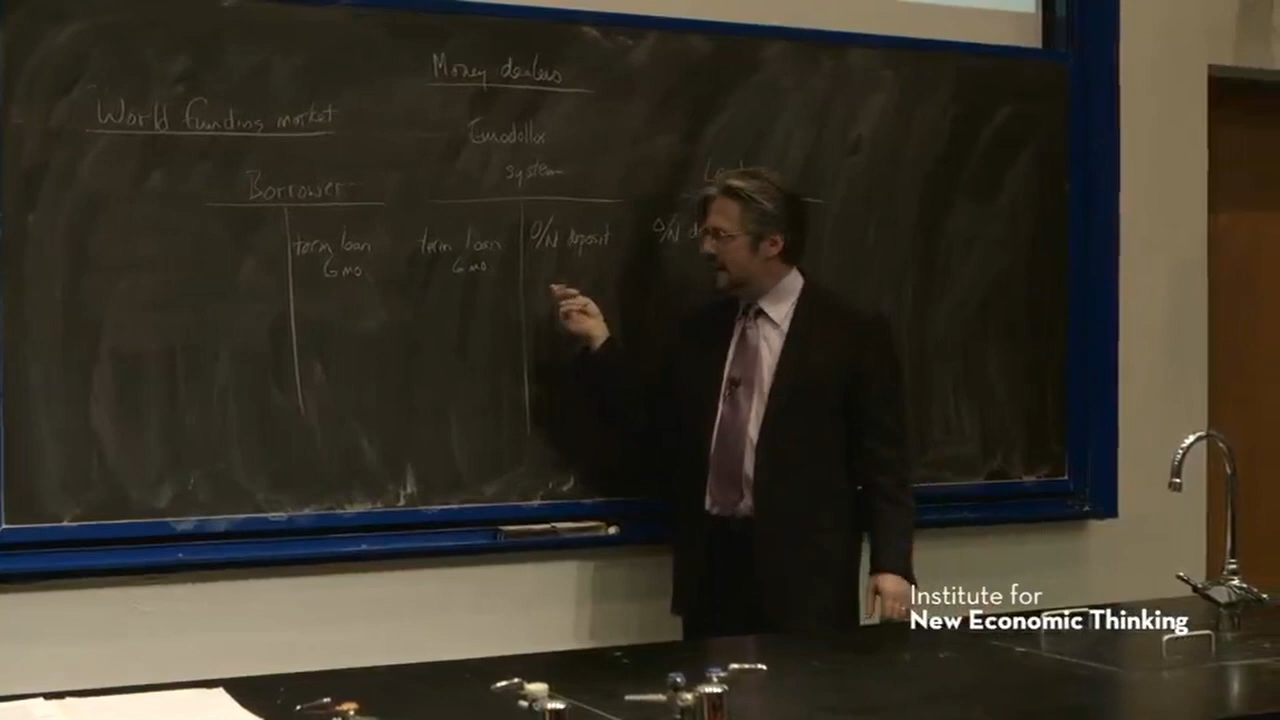 Money dealers
World funding market
Eurodollar
system
Borrower
term loan
6 mo.
term loan
6 mo.
O/N deposit
O/N d
Institute for
New Economic Thinking